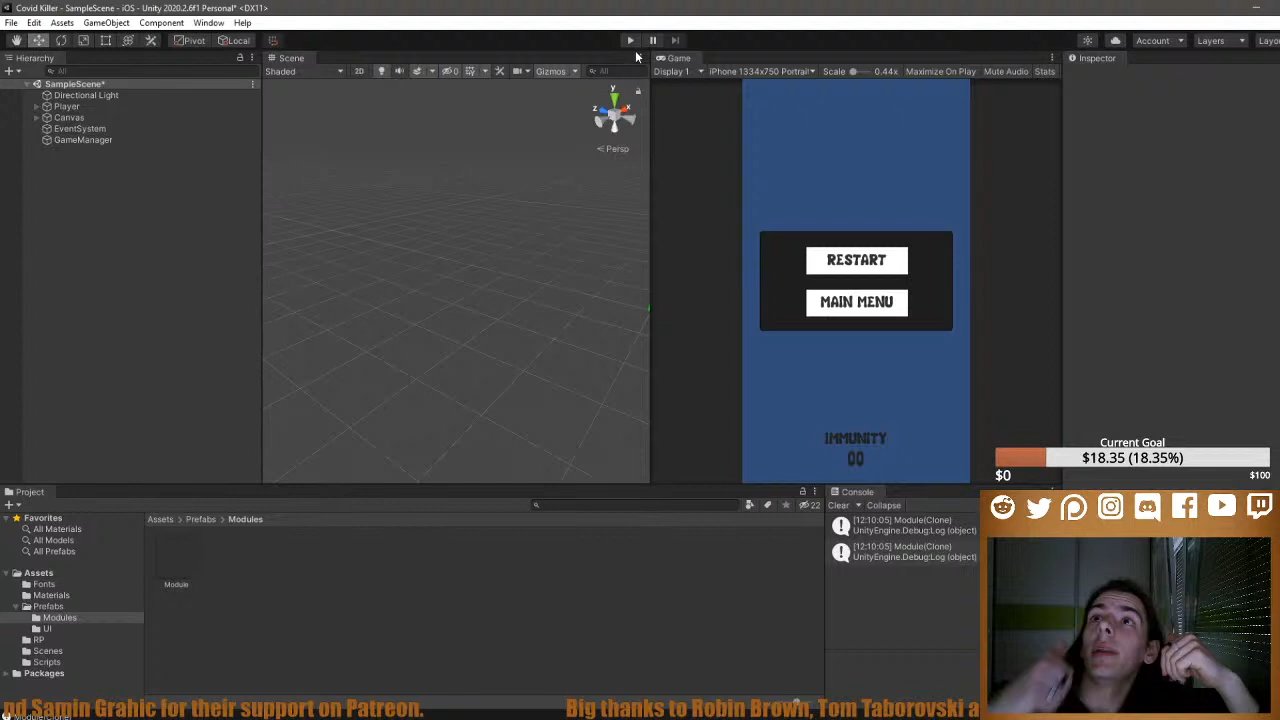 Covid Killer - SampleScene - iOS - Unity 2020.2.6f1 Personal* <DX11>
File Edit Assets GameObject Component Window Help
Pivot Local Account Layers Layou
Hierarchy Scene Game Inspector
All Shaded 2D 0 Gizmos All Display 1 iPhone 1334x750 Portrait Scale 0.44x Maximize On Play Mute Audio Stats
SampleScene*
Directional Light
Player
Canvas
EventSystem
GameManager
y
z x
Persp
RESTART
MAIN MENU
IMMUNITY
00
Current Goal
$18.35 (18.35%)
$0 $100
Project
Favorites
All Materials
All Models
All Prefabs
Assets
Fonts
Materials
Prefabs
Modules
UI
RP
Scenes
Scripts
Packages
22
Assets Prefabs Modules
Module
Console
Clear Collapse
[12:10:05] Module(Clone)
UnityEngine.Debug:Log (object)
[12:10:05] Module(Clone)
UnityEngine.Debug:Log (object)
nd Samin Grahic for their support on Patreon. Big thanks to Robin Brown, Tom Taborovski a